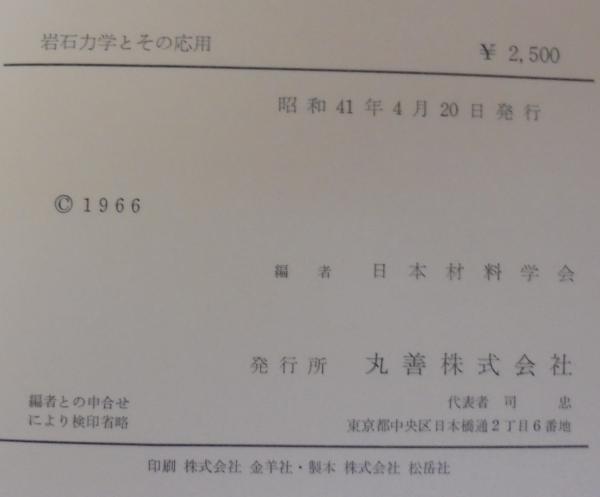 岩石力学とその応用
¥ 2,500
昭和41年4月20日発行
© 1966
編者 日本材料学会
発行所 丸善株式会社
編者との申合せ
により検印省略
代表者 司 忠
東京都中央区日本橋通2丁目6番地
印刷 株式会社 金羊社・製本 株式会社 松岳社